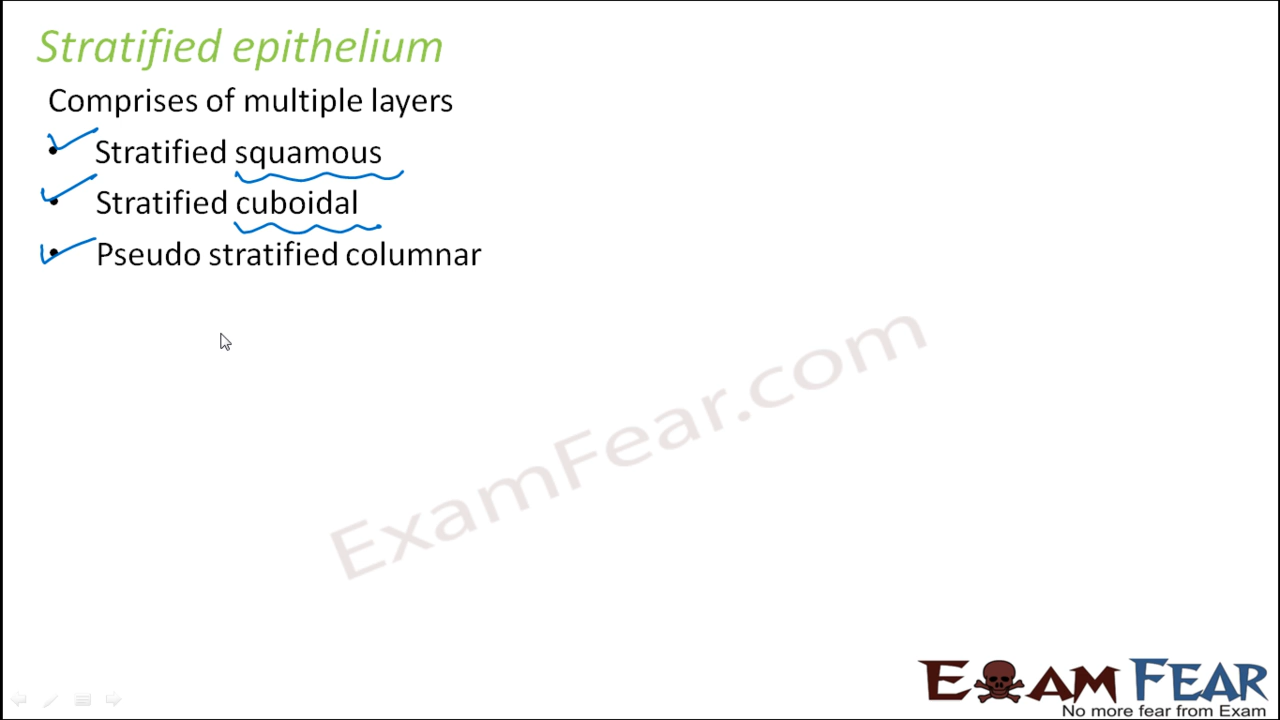 Stratified epithelium
Comprises of multiple layers
• Stratified squamous
• Stratified cuboidal
• Pseudo stratified columnar
ExamFear.com
EXAM FEAR
No more fear from Exam